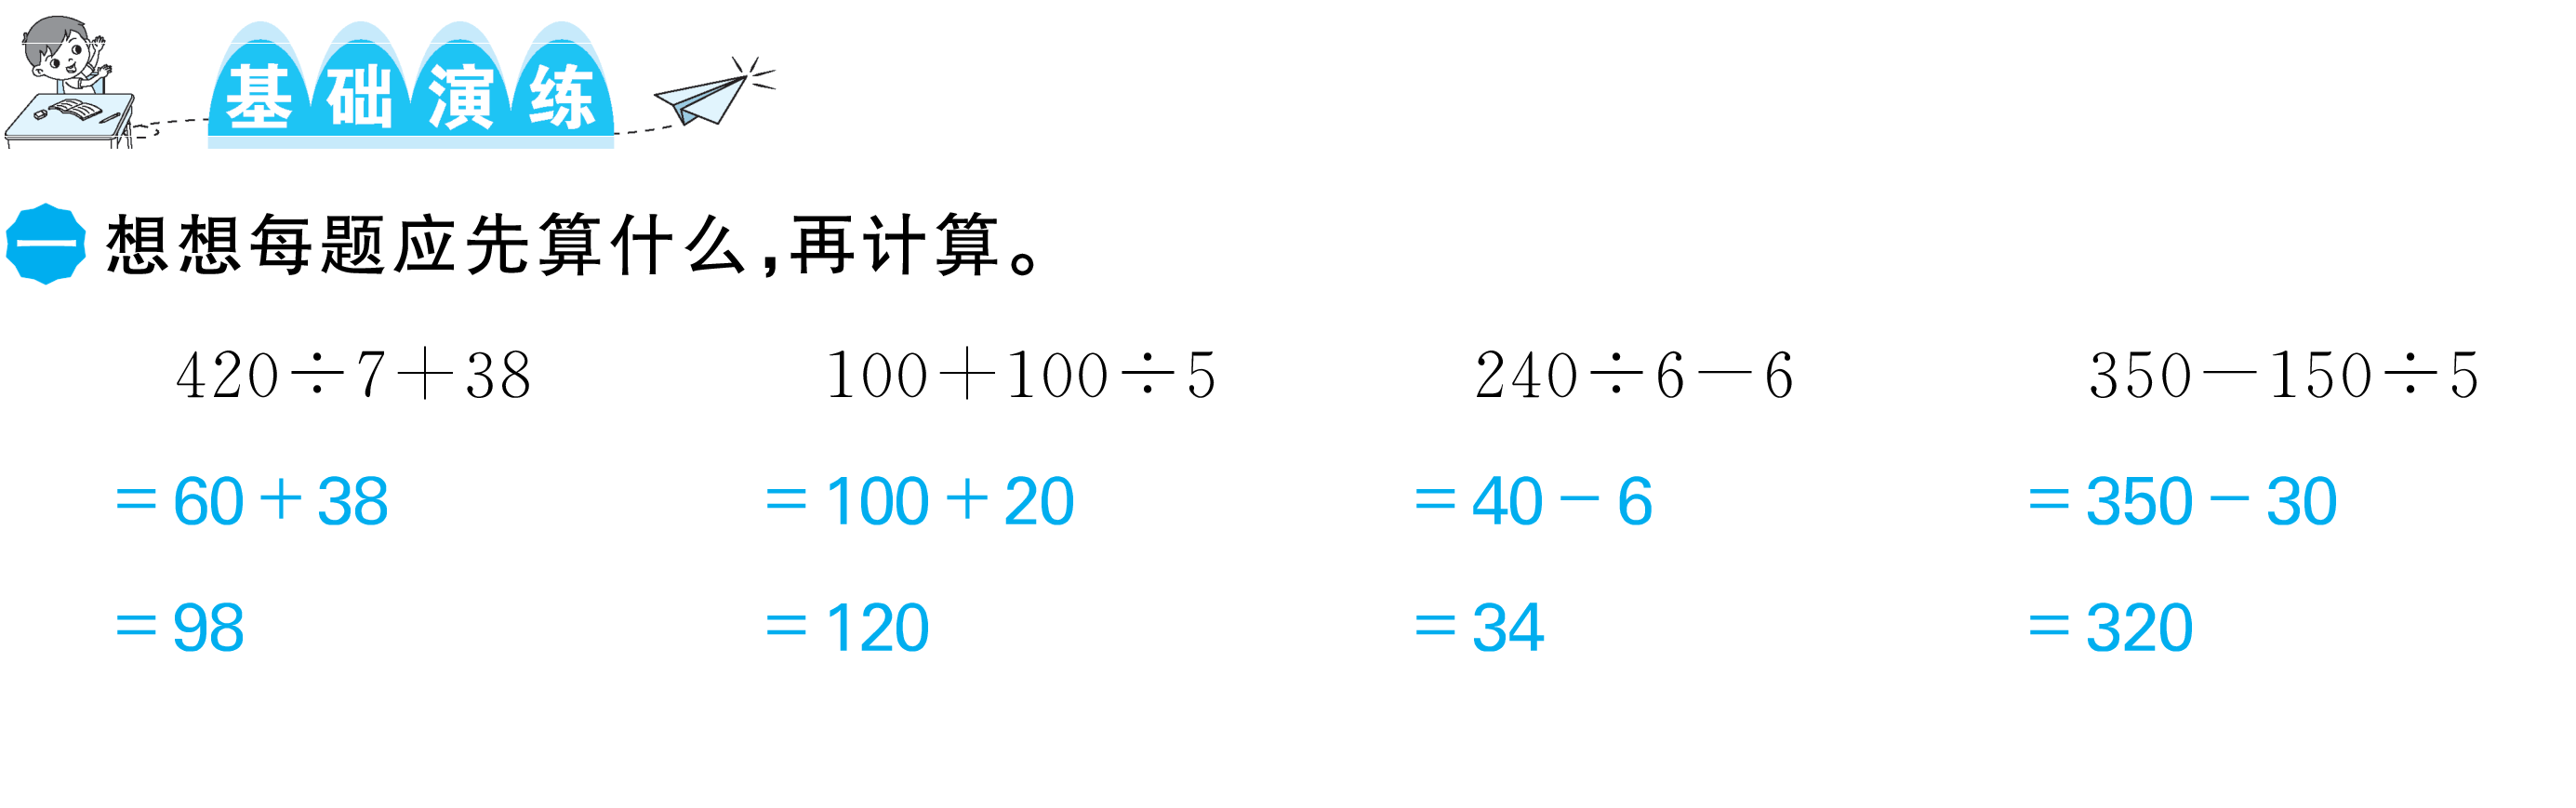 基础演练
一 想想每题应先算什么,再计算。
420÷7+38 100+100÷5 240÷6-6 350-150÷5
=60+38 =100+20 =40-6 =350-30
=98 =120 =34 =320